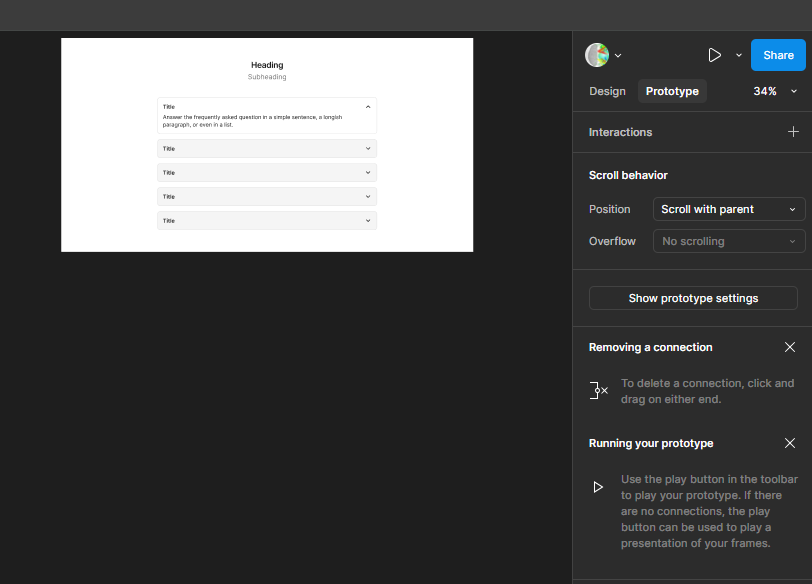 Heading
Subheading
Title
Answer the frequently asked question in a simple sentence, a longish
paragraph, or even in a list.
Title
Title
Title
Title
Share
Design
Prototype
34%
Interactions
Scroll behavior
Position
Scroll with parent
Overflow
No scrolling
Show prototype settings
Removing a connection
To delete a connection, click and
drag on either end.
Running your prototype
Use the play button in the toolbar
to play your prototype. If there
are no connections, the play
button can be used to play a
presentation of your frames.